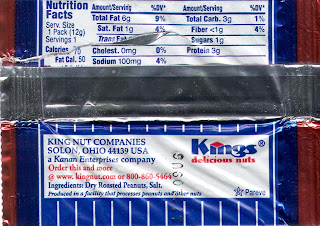 Nutrition
Facts
Serv. Size
1 Pack (12g)
Servings 1
Calories 70
Fat Cal. 50
Amount/Serving %DV*
Total Fat 6g 9%
Sat. Fat 1g 4%
Trans Fat
Cholest. 0mg 0%
Sodium 100mg 4%
Amount/Serving %DV*
Total Carb. 3g 1%
Fiber <1g 4%
Sugars 1g
Protein 3g
KING NUT COMPANIES
SOLON, OHIO 44139 USA
a Kanan Enterprises company
Order this and more
@ www.kingnut.com or 800-860-5464
Ingredients: Dry Roasted Peanuts, Salt.
Produced in a facility that processes peanuts and other nuts
Kings®
delicious nuts
Pareve